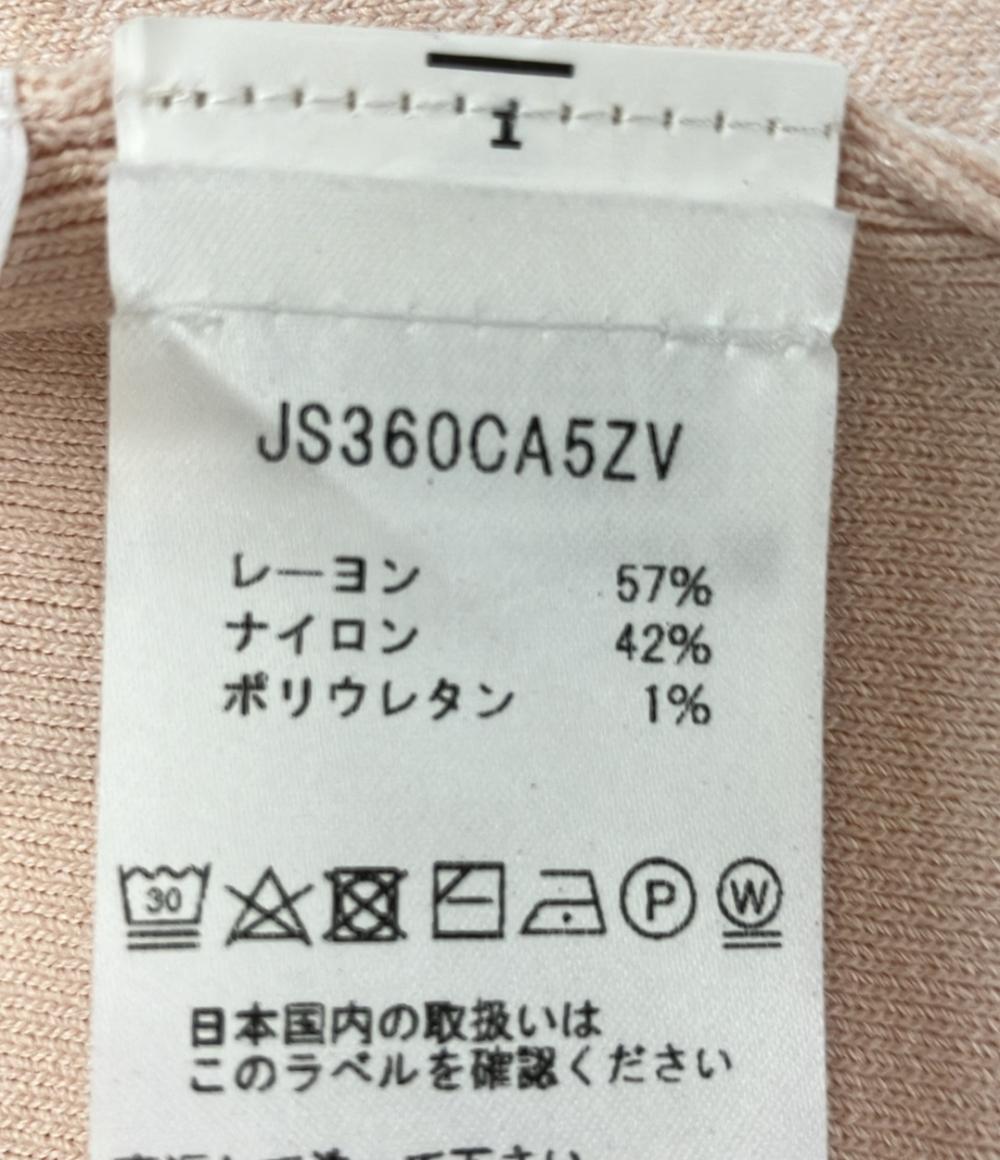 1
JS360CA5ZV
レーヨン 57%
ナイロン 42%
ポリウレタン 1%
30 P W
日本国内の取扱いは
このラベルを確認ください